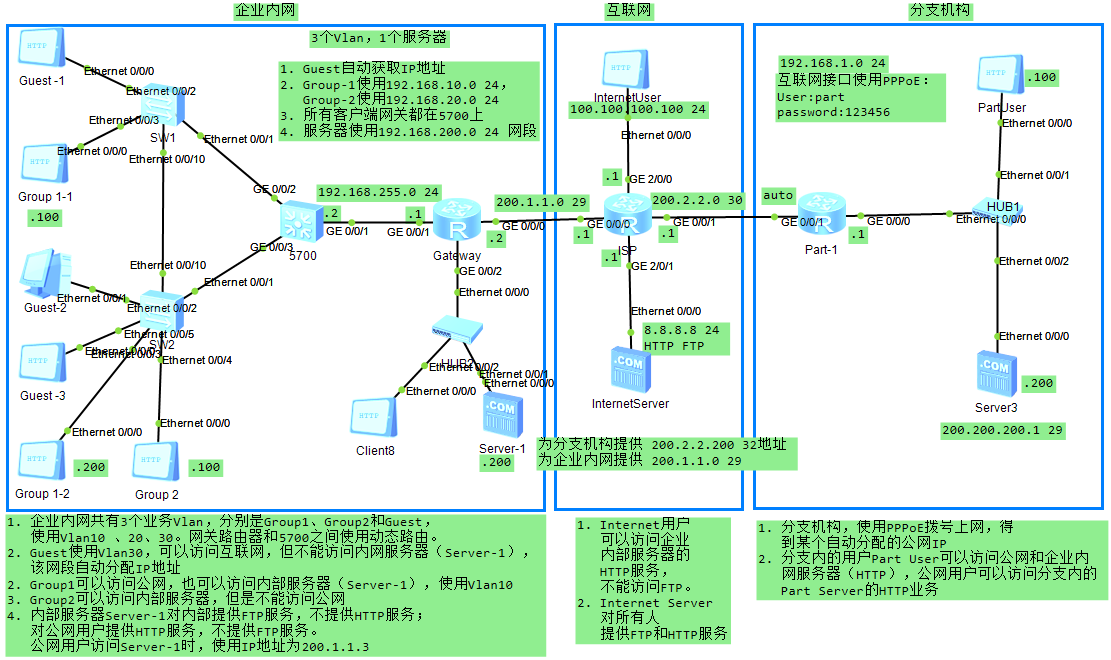 企业内网
互联网
分支机构
3个Vlan，1个服务器
1. Guest自动获取IP地址
2. Group-1使用192.168.10.0 24，
Group-2使用192.168.20.0 24
3. 所有客户端网关都在5700上
4. 服务器使用192.168.200.0 24 网段
HTTP
Guest -1
Ethernet 0/0/0
Ethernet 0/0/2
SW1
Ethernet 0/0/3
Ethernet 0/0/1
Ethernet 0/0/0
Ethernet 0/0/10
HTTP
Group 1-1
.100
GE 0/0/2
192.168.255.0 24
.2
GE 0/0/1
5700
GE 0/0/3
.1
GE 0/0/1
R
Gateway
GE 0/0/0
.2
GE 0/0/2
Ethernet 0/0/0
HUB2
Ethernet 0/0/2
Ethernet 0/0/1
Ethernet 0/0/0
Ethernet 0/0/0
HTTP
Client8
.COM
Server-1
.200
Ethernet 0/0/10
Ethernet 0/0/1
Guest-2
Ethernet 0/0/1
Ethernet 0/0/2
SW2
Ethernet 0/0/5
Ethernet 0/0/0
Ethernet 0/0/3
Ethernet 0/0/4
HTTP
Guest -3
Ethernet 0/0/0
Ethernet 0/0/0
HTTP
Group 1-2
.200
HTTP
Group 2
.100
HTTP
InternetUser
100.100.100.100 24
Ethernet 0/0/0
.1
GE 2/0/0
200.1.1.0 29
200.2.2.0 30
GE 0/0/0
.1
R
ISP
GE 0/0/1
.1
.1
GE 2/0/1
Ethernet 0/0/0
8.8.8.8 24
HTTP FTP
.COM
InternetServer
为分支机构提供 200.2.2.200 32地址
为企业内网提供 200.1.1.0 29
192.168.1.0 24
互联网接口使用PPPoE：
User:part
password:123456
HTTP
.100
PartUser
Ethernet 0/0/0
Ethernet 0/0/1
HUB1
Ethernet 0/0/0
auto
GE 0/0/1
R
GE 0/0/0
.1
Part-1
Ethernet 0/0/2
Ethernet 0/0/0
.COM
.200
Server3
200.200.200.1 29
1. 企业内网共有3个业务Vlan，分别是Group1、Group2和Guest，
使用Vlan10 、20、30。网关路由器和5700之间使用动态路由。
2. Guest使用Vlan30，可以访问互联网，但不能访问内网服务器（Server-1），
该网段自动分配IP地址
2. Group1可以访问公网，也可以访问内部服务器（Server-1），使用Vlan10
3. Group2可以访问内部服务器，但是不能访问公网
4. 内部服务器Server-1对内部提供FTP服务，不提供HTTP服务；
对公网用户提供HTTP服务，不提供FTP服务。
公网用户访问Server-1时，使用IP地址为200.1.1.3
1. Internet用户
可以访问企业
内部服务器的
HTTP服务，
不能访问FTP。
2. Internet Server
对所有人
提供FTP和HTTP服务
1. 分支机构，使用PPPoE拨号上网，得
到某个自动分配的公网IP
2. 分支内的用户Part User可以访问公网和企业内
网服务器（HTTP），公网用户可以访问分支内的
Part Server的HTTP业务